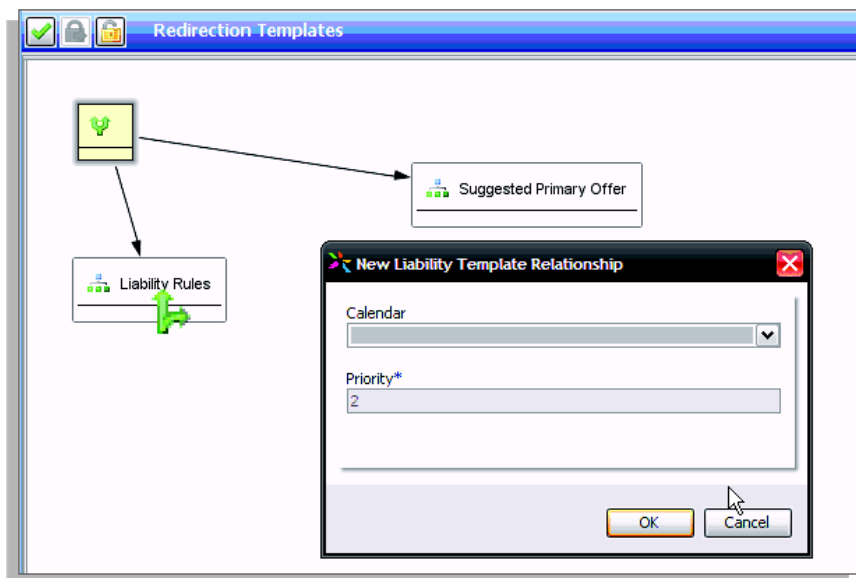 Redirection Templates
Suggested Primary Offer
Liability Rules
New Liability Template Relationship
Calendar
Priority*
2
OK
Cancel